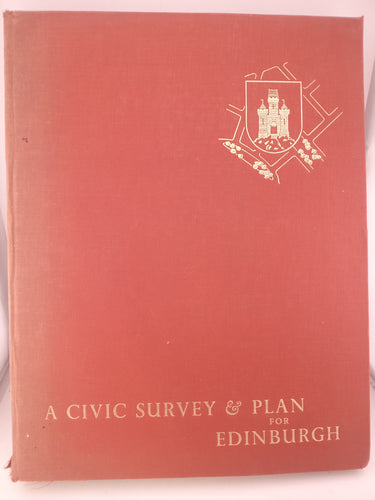 A CIVIC SURVEY & PLAN
FOR
EDINBURGH